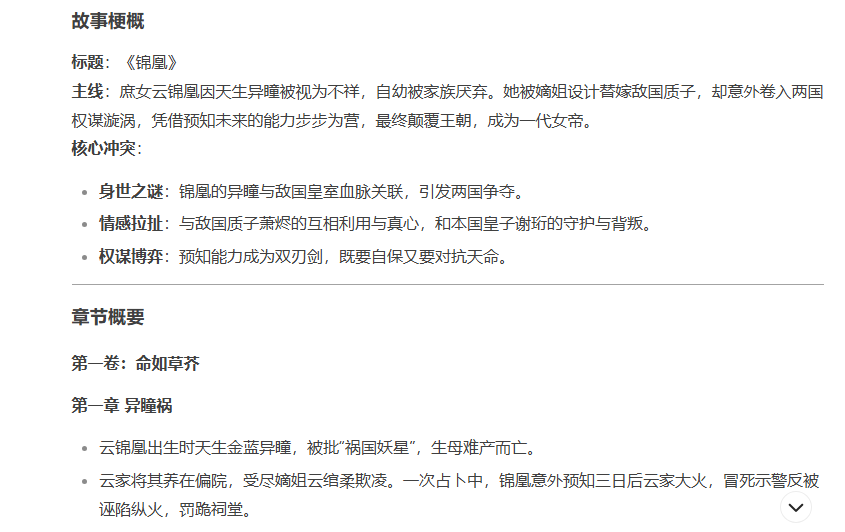 故事梗概
标题：《锦凰》
主线：庶女云锦凰因天生异瞳被视为不祥，自幼被家族厌弃。她被嫡姐设计替嫁敌国质子，却意外卷入两国
权谋漩涡，凭借预知未来的能力步步为营，最终颠覆王朝，成为一代女帝。
核心冲突：
身世之谜：锦凰的异瞳与敌国皇室血脉关联，引发两国争夺。
情感拉扯：与敌国质子萧烬的互相利用与真心，和本国皇子谢珩的守护与背叛。
权谋博弈：预知能力成为双刃剑，既要自保又要对抗天命。
章节概要
第一卷：命如草芥
第一章 异瞳祸
云锦凰出生时天生金蓝异瞳，被批“祸国妖星”，生母难产而亡。
云家将其养在偏院，受尽嫡姐云绾柔欺凌。一次占卜中，锦凰意外预知三日后云家大火，冒死示警反被
诬陷纵火，罚跪祠堂。